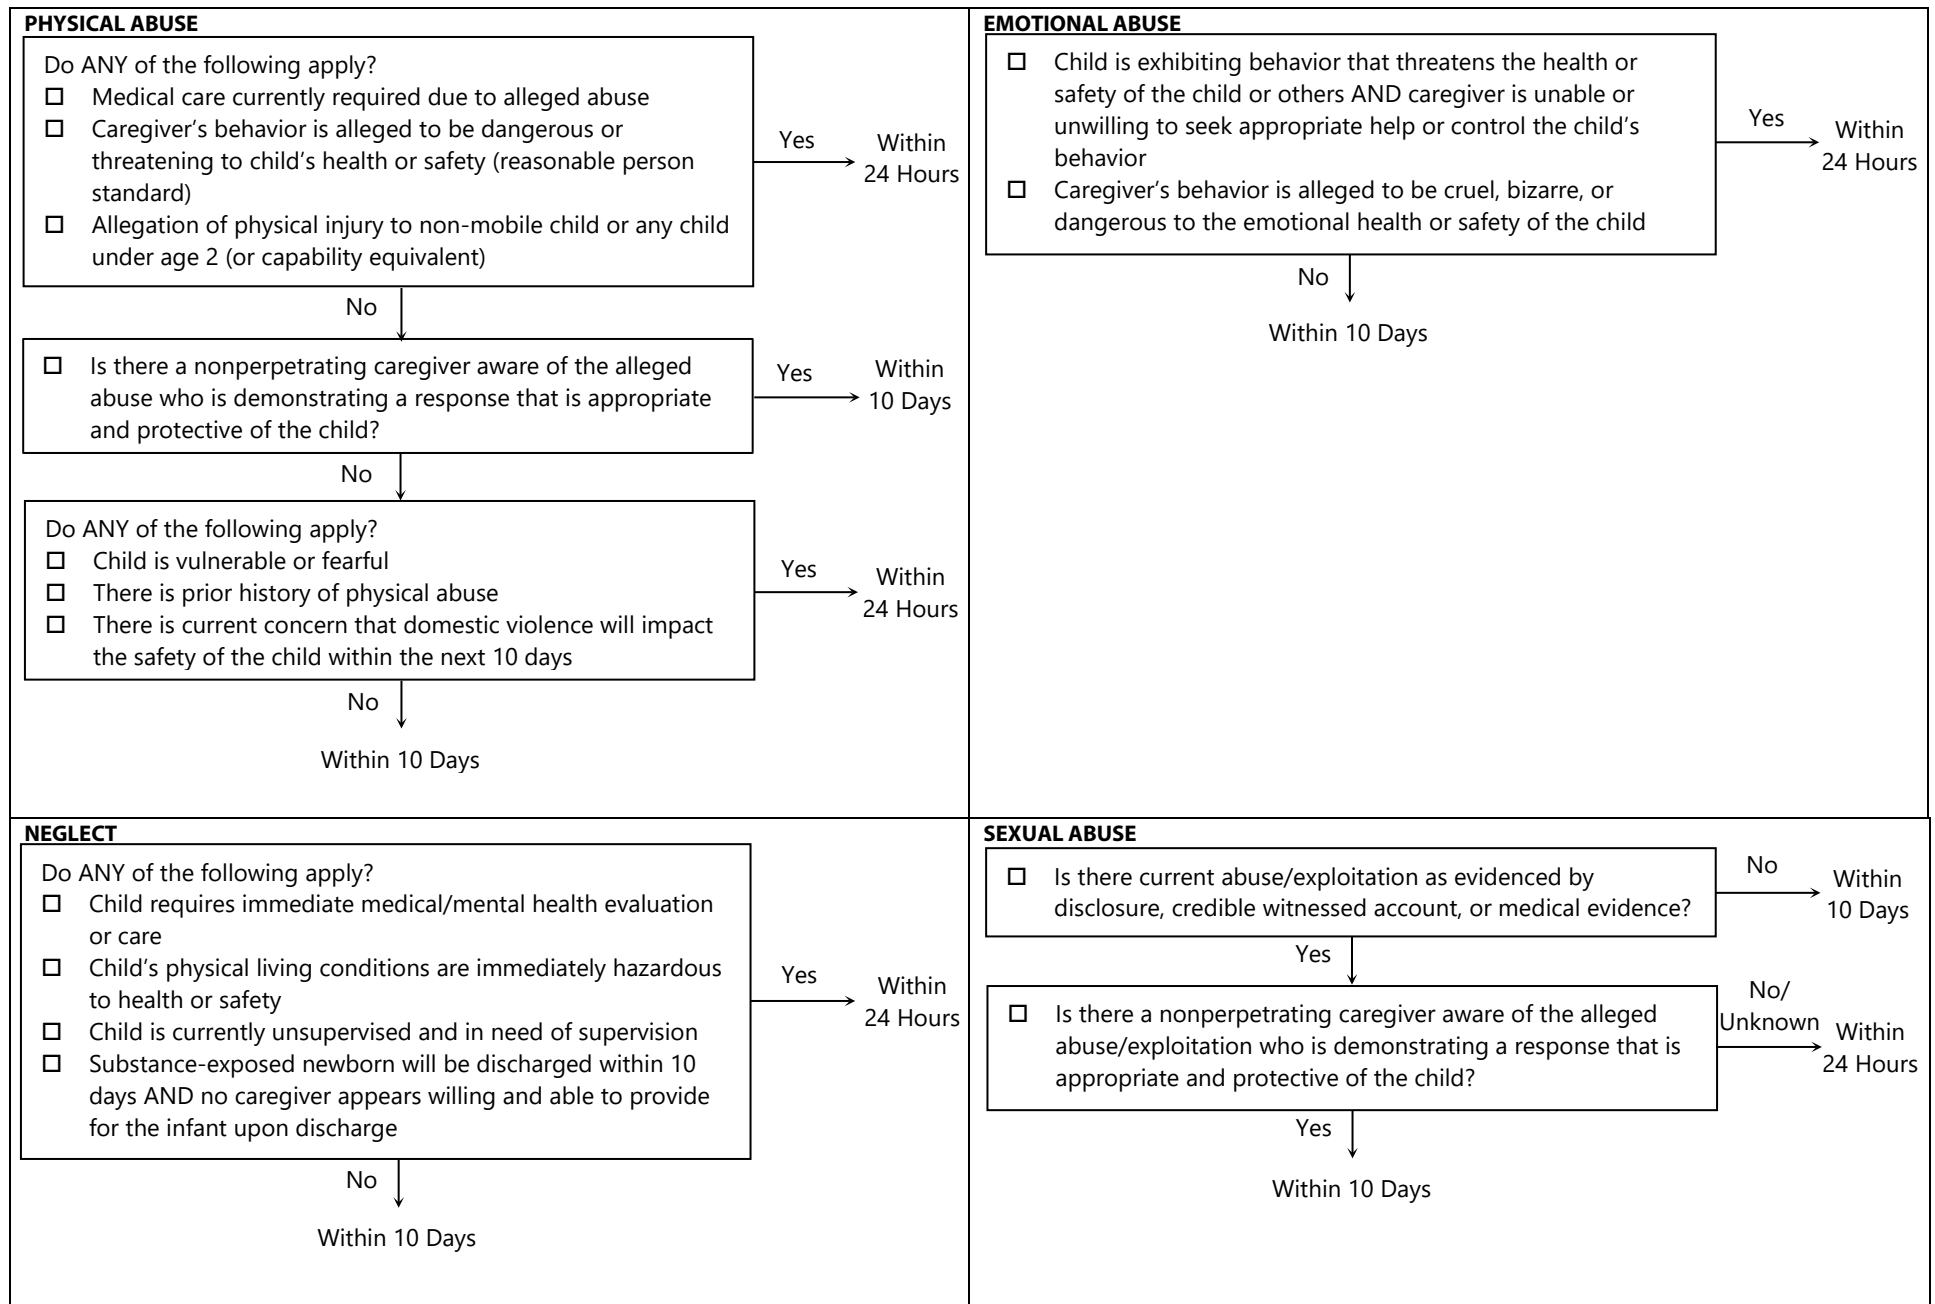 PHYSICAL ABUSE
Do ANY of the following apply?
Medical care currently required due to alleged abuse
Caregiver’s behavior is alleged to be dangerous or
threatening to child’s health or safety (reasonable person
standard)
Allegation of physical injury to non-mobile child or any child
under age 2 (or capability equivalent)
Yes
Within
24 Hours
No
Is there a nonperpetrating caregiver aware of the alleged
abuse who is demonstrating a response that is appropriate
and protective of the child?
Yes
Within
10 Days
No
Do ANY of the following apply?
Child is vulnerable or fearful
There is prior history of physical abuse
There is current concern that domestic violence will impact
the safety of the child within the next 10 days
Yes
Within
24 Hours
No
Within 10 Days
EMOTIONAL ABUSE
Child is exhibiting behavior that threatens the health or
safety of the child or others AND caregiver is unable or
unwilling to seek appropriate help or control the child’s
behavior
Caregiver’s behavior is alleged to be cruel, bizarre, or
dangerous to the emotional health or safety of the child
Yes
Within
24 Hours
No
Within 10 Days
NEGLECT
Do ANY of the following apply?
Child requires immediate medical/mental health evaluation
or care
Child’s physical living conditions are immediately hazardous
to health or safety
Child is currently unsupervised and in need of supervision
Substance-exposed newborn will be discharged within 10
days AND no caregiver appears willing and able to provide
for the infant upon discharge
Yes
Within
24 Hours
No
Within 10 Days
SEXUAL ABUSE
Is there current abuse/exploitation as evidenced by
disclosure, credible witnessed account, or medical evidence?
No
Within
10 Days
Yes
Is there a nonperpetrating caregiver aware of the alleged
abuse/exploitation who is demonstrating a response that is
appropriate and protective of the child?
No/
Unknown
Within
24 Hours
Yes
Within 10 Days